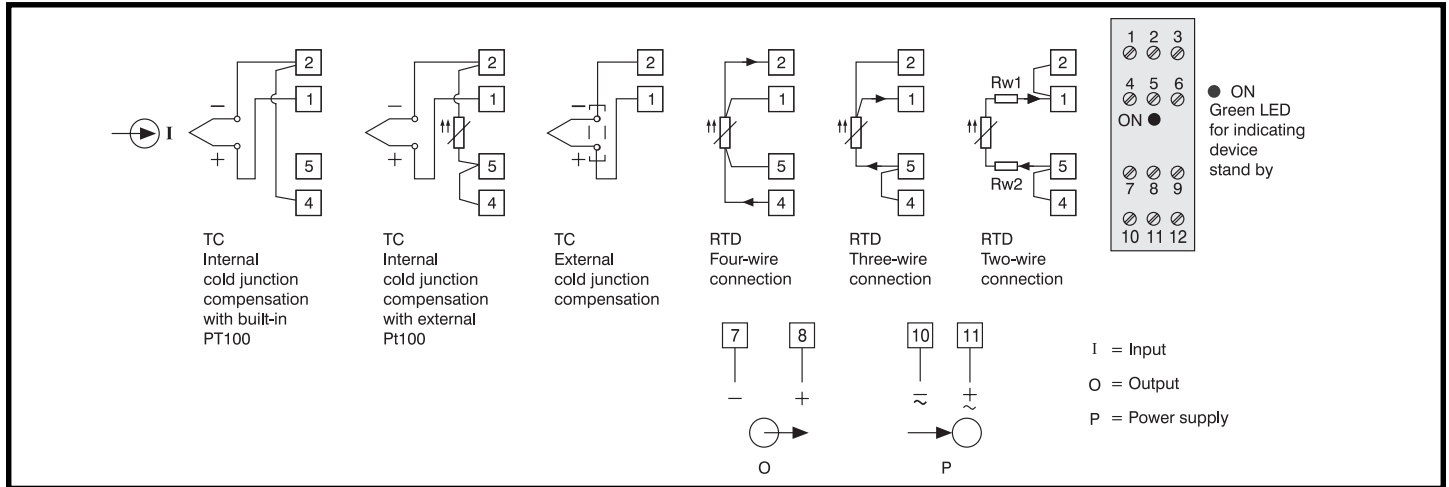 I
−
+
2
1
5
4
TC
Internal
cold junction
compensation
with built-in
PT100
−
+
2
1
5
4
TC
Internal
cold junction
compensation
with external
Pt100
−
+
2
1
TC
External
cold junction
compensation
2
1
5
4
RTD
Four-wire
connection
2
1
5
4
RTD
Three-wire
connection
Rw1
Rw2
2
1
5
4
RTD
Two-wire
connection
1 2 3
4 5 6
ON
7 8 9
10 11 12
ON
Green LED
for indicating
device
stand by
7 8
− +
O
10 11
− +
~ ~
P
I = Input
O = Output
P = Power supply